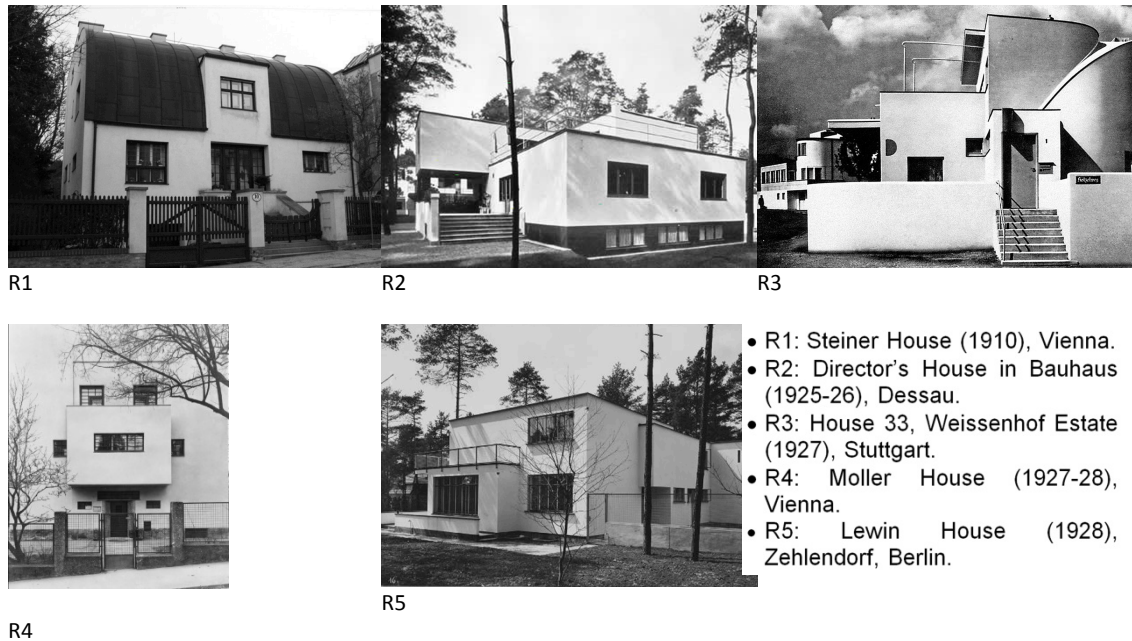 R1
R2
R3
• R1: Steiner House (1910), Vienna.
• R2: Director's House in Bauhaus
(1925-26), Dessau.
• R3: House 33, Weissenhof Estate
(1927), Stuttgart.
• R4: Moller House (1927-28),
Vienna.
• R5: Lewin House (1928),
Zehlendorf, Berlin.
R5
R4